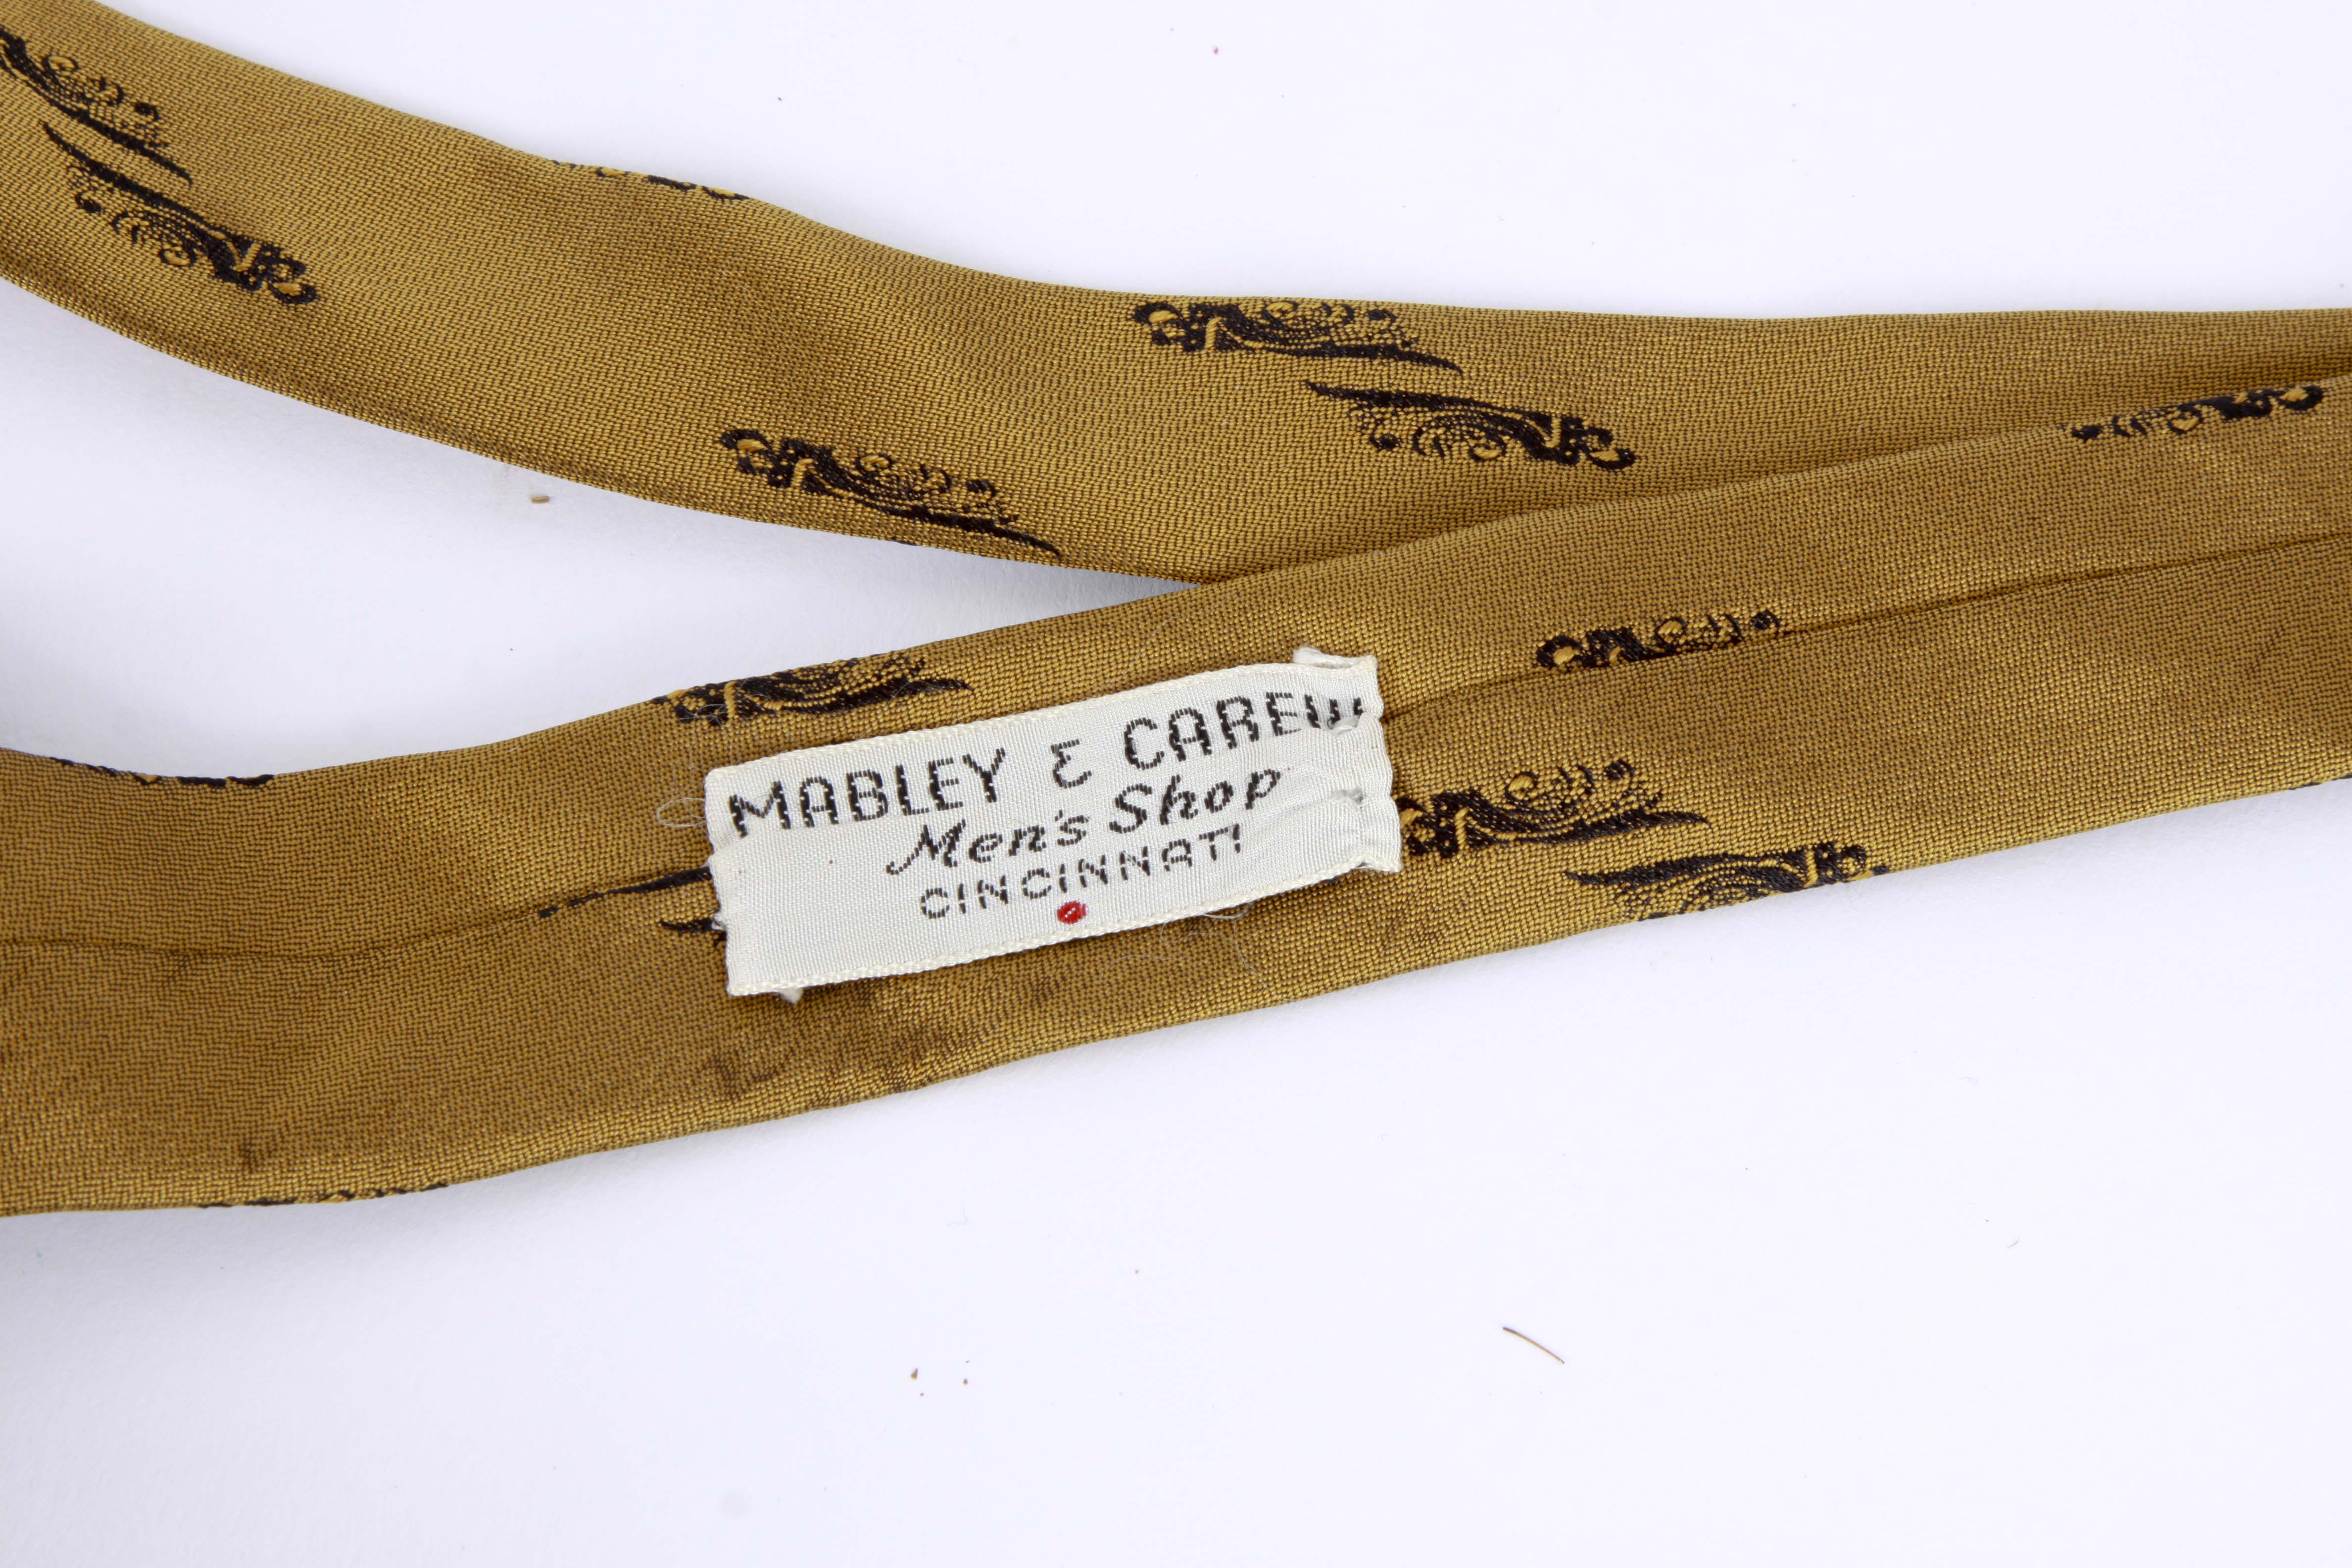 MABLEY & CAREW
Men's Shop
CINCINNATI